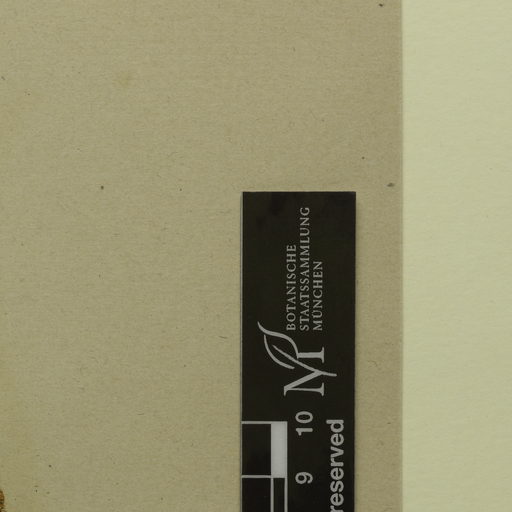 BOTANISCHE
STAATSSAMMLUNG
MÜNCHEN
9 10
reserved